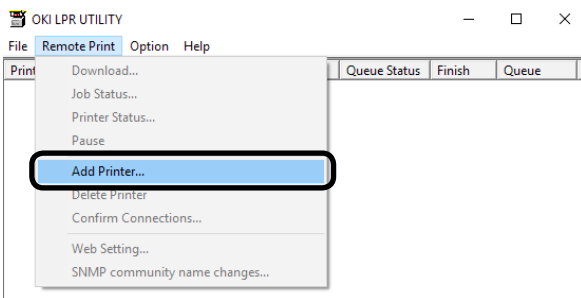 OKI LPR UTILITY
File Remote Print Option Help
Print Queue Status Finish Queue
Download...
Job Status...
Printer Status...
Pause
Add Printer...
Delete Printer
Confirm Connections...
Web Setting...
SNMP community name changes...